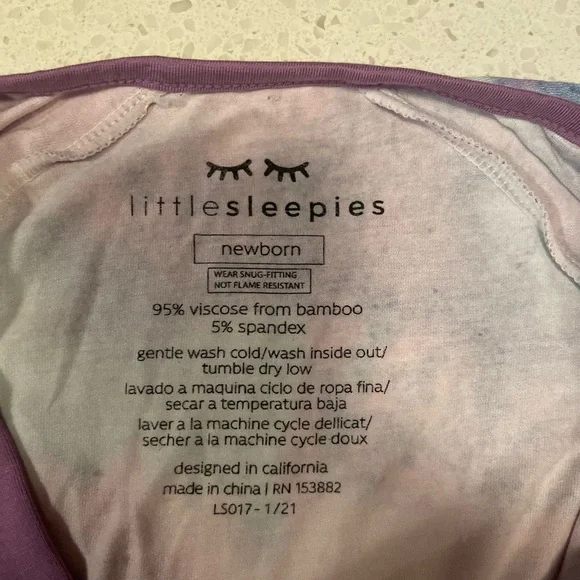 littlesleepies
newborn
WEAR SNUG-FITTING
NOT FLAME RESISTANT
95% viscose from bamboo
5% spandex
gentle wash cold/wash inside out/
tumble dry low
lavado a maquina ciclo de ropa fina/
secar a temperatura baja
laver a la machine cycle dellicat/
secher a la machine cycle doux
designed in california
made in china | RN 153882
LS017 - 1/21